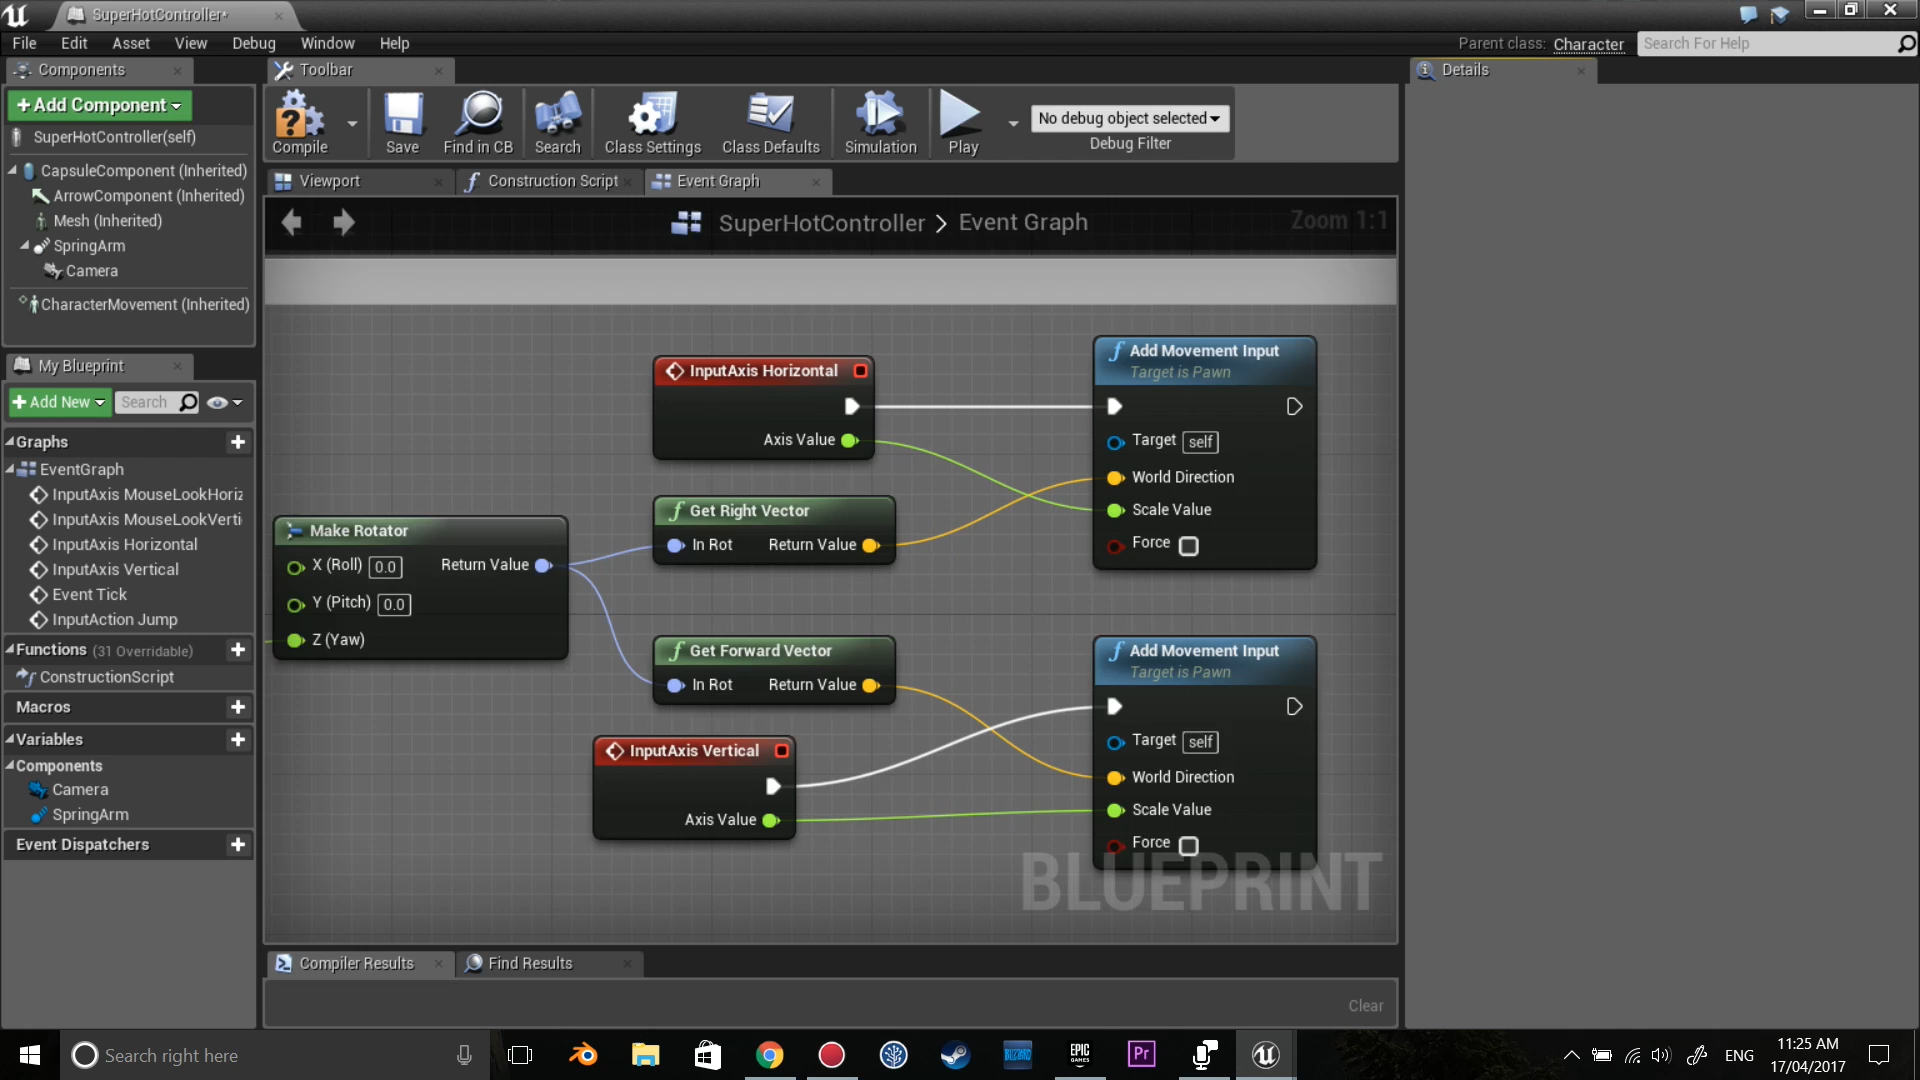 SuperHotController*
File Edit Asset View Debug Window Help
Parent class: Character Search For Help
Components
Toolbar
Details
+Add Component
SuperHotController(self)
CapsuleComponent (Inherited)
ArrowComponent (Inherited)
Mesh (Inherited)
SpringArm
Camera
CharacterMovement (Inherited)
Compile Save Find in CB Search Class Settings Class Defaults Simulation Play
No debug object selected
Debug Filter
Viewport Construction Script Event Graph
SuperHotController > Event Graph
Zoom 1:1
My Blueprint
+Add New Search
Graphs
EventGraph
InputAxis MouseLookHoriz
InputAxis MouseLookVerti
InputAxis Horizontal
InputAxis Vertical
Event Tick
InputAction Jump
Functions (31 Overridable)
ConstructionScript
Macros
Variables
Components
Camera
SpringArm
Event Dispatchers
Make Rotator
X (Roll) 0.0 Return Value
Y (Pitch) 0.0
Z (Yaw)
InputAxis Horizontal
Axis Value
f Get Right Vector
In Rot Return Value
f Get Forward Vector
In Rot Return Value
InputAxis Vertical
Axis Value
f Add Movement Input
Target is Pawn
Target self
World Direction
Scale Value
Force
f Add Movement Input
Target is Pawn
Target self
World Direction
Scale Value
Force
BLUEPRINT
Compiler Results Find Results
Clear
Search right here
BLIZZARD
EPIC
GAMES
Pr
ENG
11:25 AM
17/04/2017